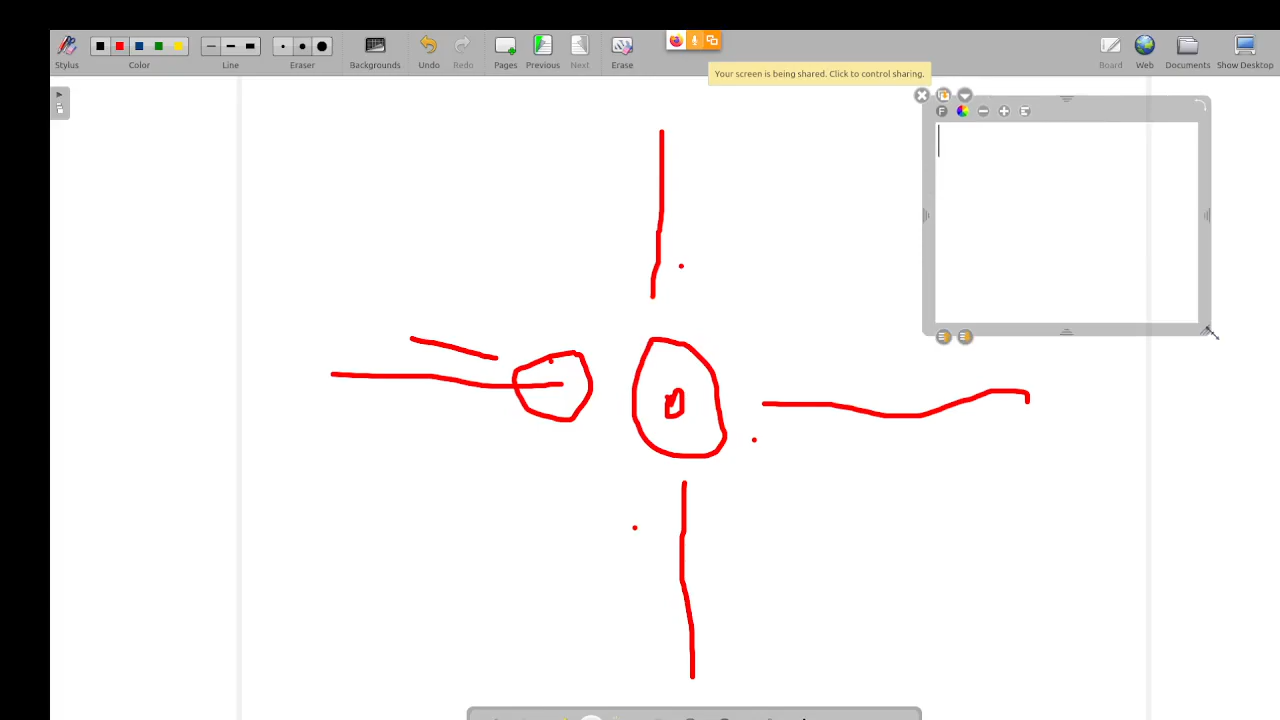 Stylus Color Line Eraser Backgrounds Undo Redo Pages Previous Next Erase Board Web Documents Show Desktop
Your screen is being shared. Click to control sharing.
F